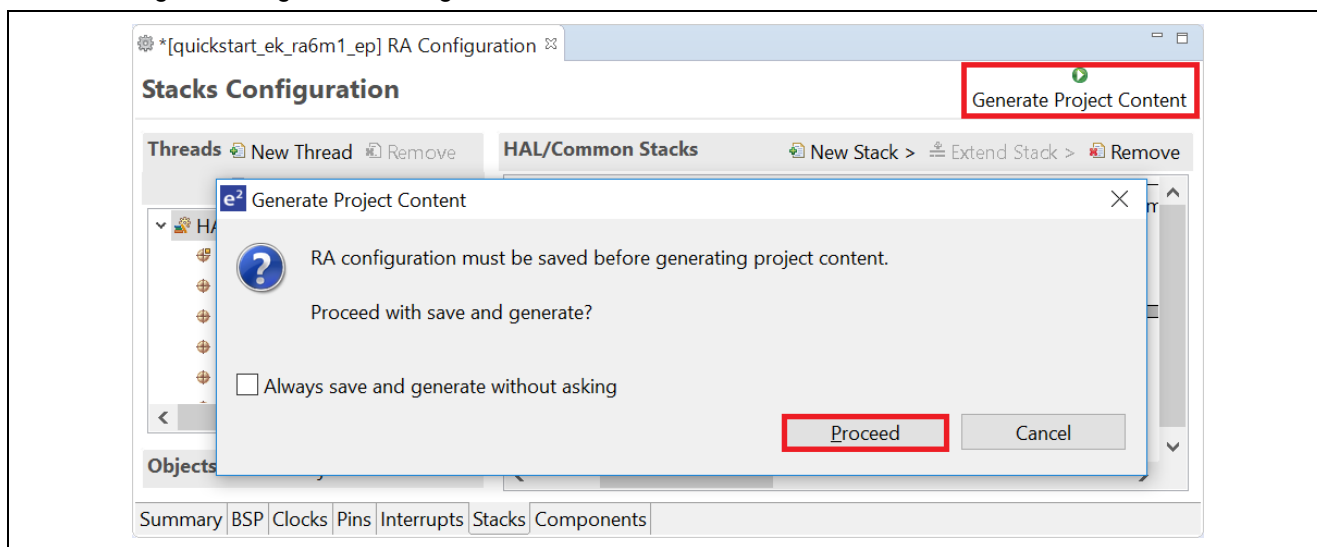 *[quickstart_ek_ra6m1_ep] RA Configuration
Stacks Configuration
Generate Project Content
Threads New Thread Remove
HAL/Common Stacks New Stack > Extend Stack > Remove
e² Generate Project Content
RA configuration must be saved before generating project content.
Proceed with save and generate?
Always save and generate without asking
Proceed Cancel
Objects
Summary BSP Clocks Pins Interrupts Stacks Components